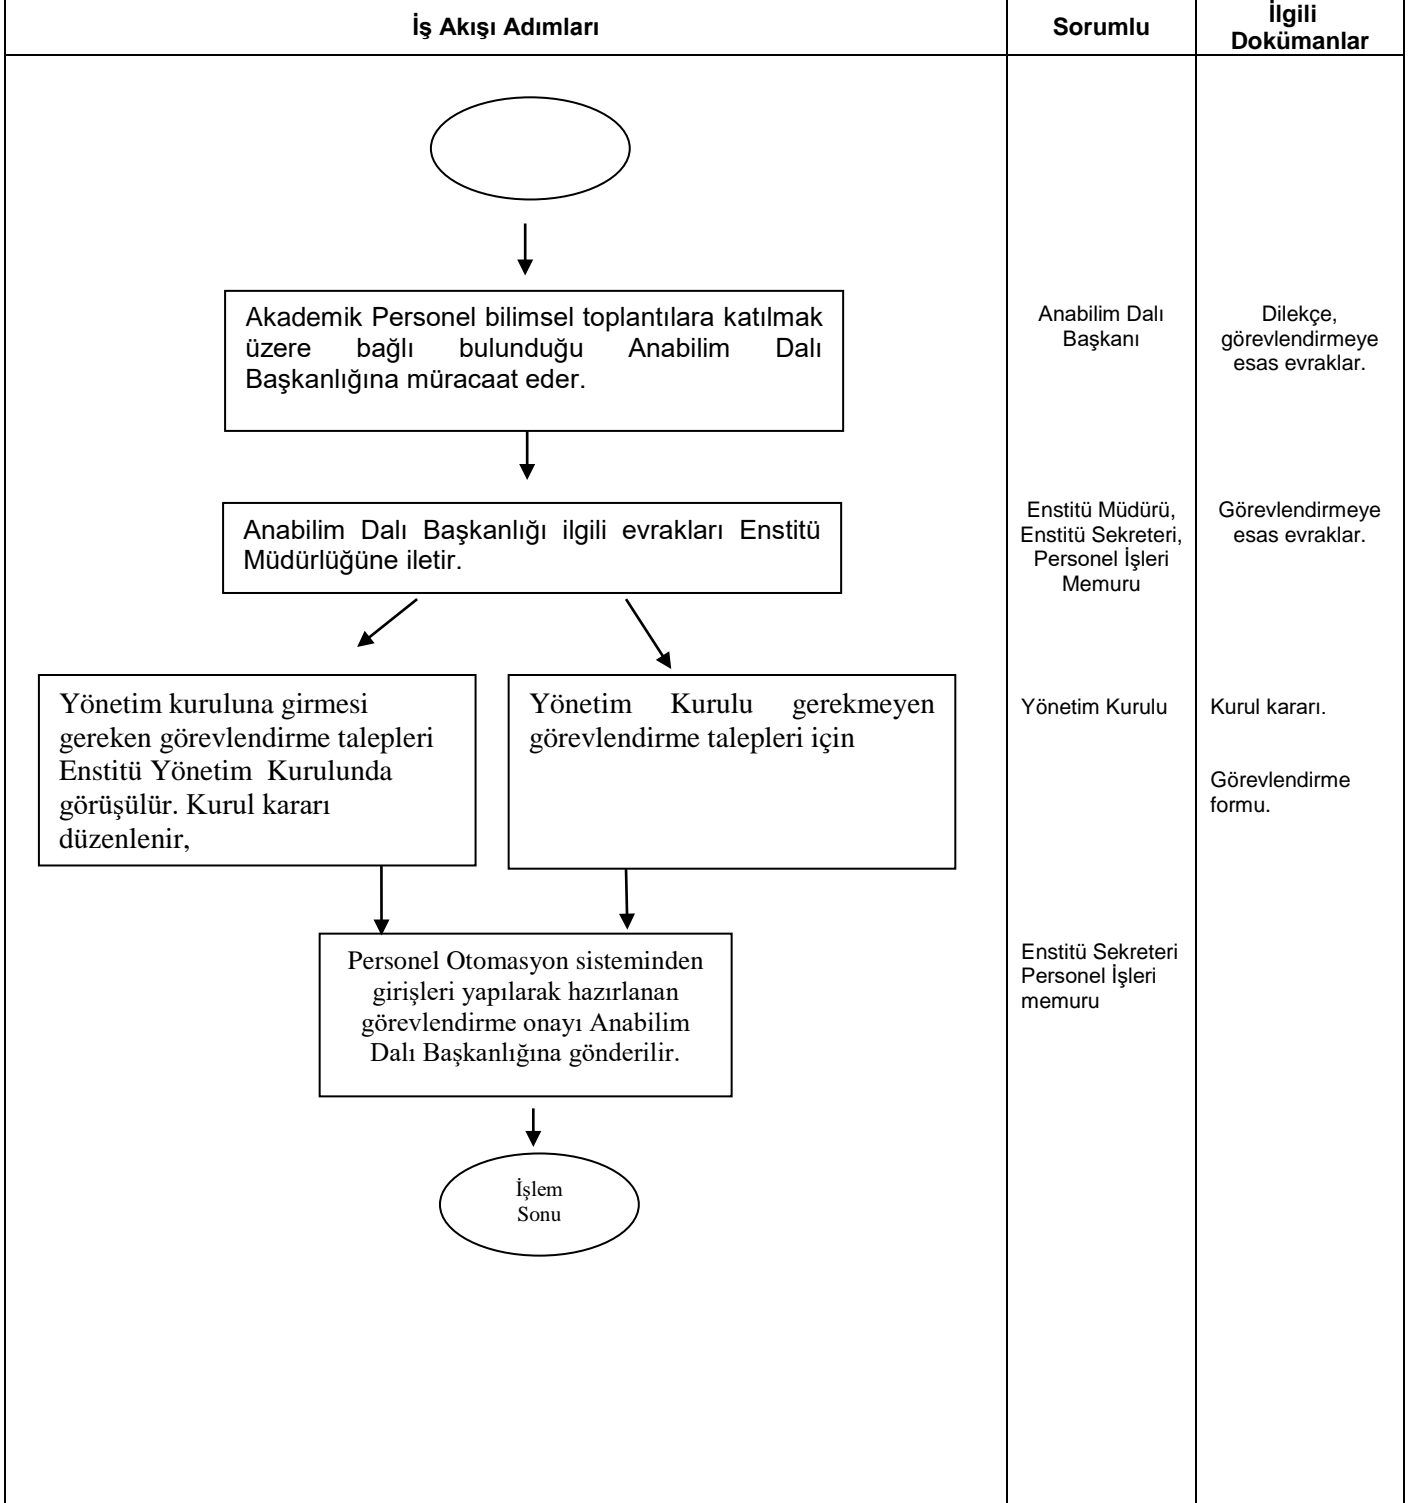 İş Akışı Adımları
Sorumlu
İlgili
Dokümanlar
Akademik Personel bilimsel toplantılara katılmak
üzere bağlı bulunduğu Anabilim Dalı
Başkanlığına müracaat eder.
Anabilim Dalı
Başkanı
Dilekçe,
görevlendirmeye
esas evraklar.
Anabilim Dalı Başkanlığı ilgili evrakları Enstitü
Müdürlüğüne iletir.
Enstitü Müdürü,
Enstitü Sekreteri,
Personel İşleri
Memuru
Görevlendirmeye
esas evraklar.
Yönetim kuruluna girmesi
gereken görevlendirme talepleri
Enstitü Yönetim Kurulunda
görüşülür. Kurul kararı
düzenlenir,
Yönetim Kurulu gerekmeyen
görevlendirme talepleri için
Yönetim Kurulu
Kurul kararı.
Görevlendirme
formu.
Personel Otomasyon sisteminden
girişleri yapılarak hazırlanan
görevlendirme onayı Anabilim
Dalı Başkanlığına gönderilir.
Enstitü Sekreteri
Personel İşleri
memuru
İşlem
Sonu